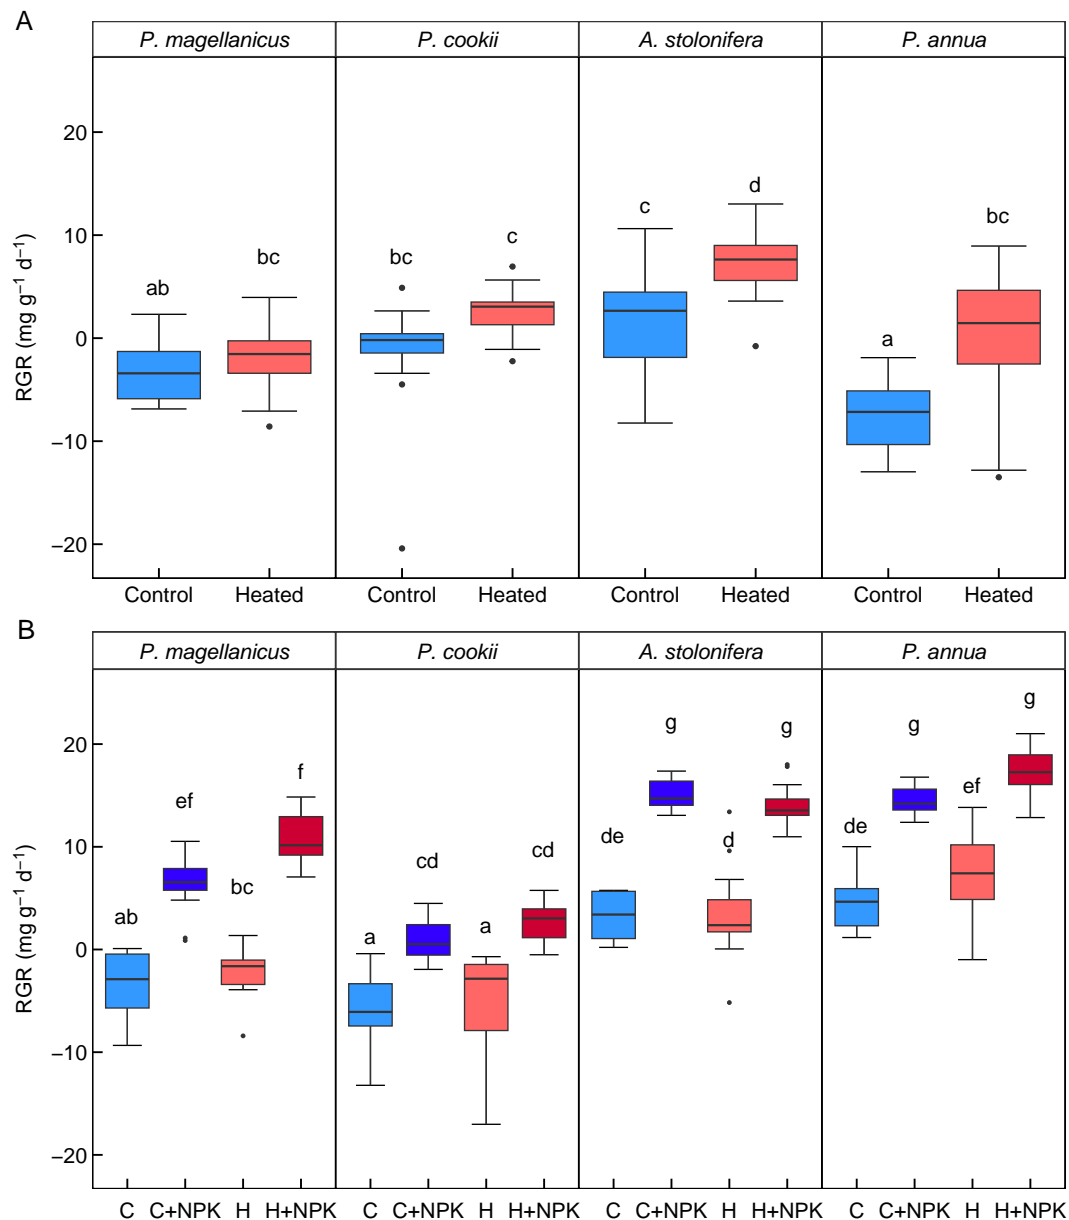 A
P. magellanicus P. cookii A. stolonifera P. annua
RGR (mg g⁻¹ d⁻¹)
20
10
0
−10
−20
ab bc bc c c d a bc
Control Heated Control Heated Control Heated Control Heated
B
P. magellanicus P. cookii A. stolonifera P. annua
RGR (mg g⁻¹ d⁻¹)
20
10
0
−10
−20
ab ef bc f a cd a cd de g d g de g ef g
C C+NPK H H+NPK C C+NPK H H+NPK C C+NPK H H+NPK C C+NPK H H+NPK